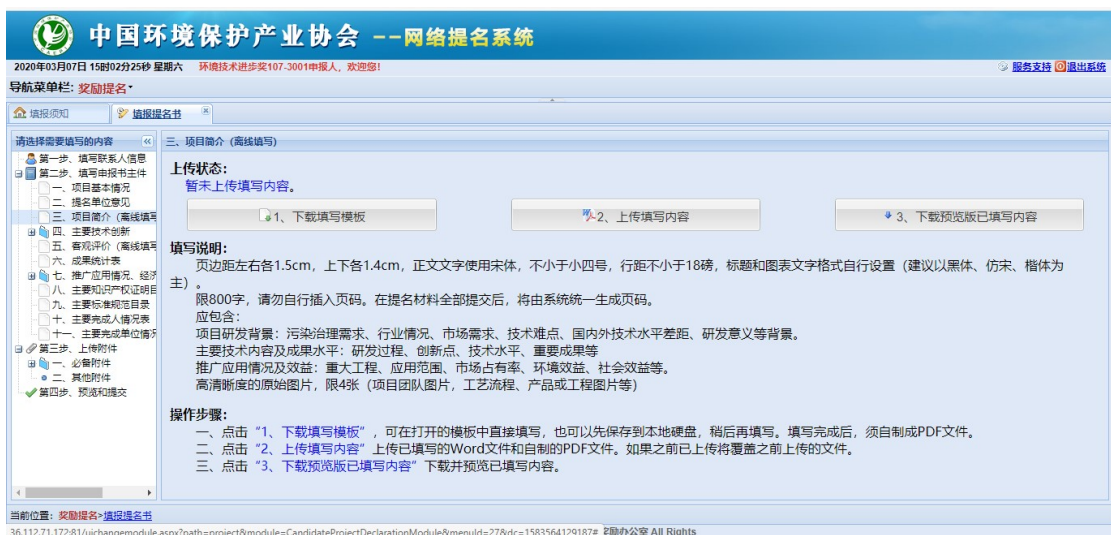 中国环境保护产业协会 --网络提名系统
2020年03月07日 15时02分25秒 星期六 环境技术进步奖107-3001申报人，欢迎您!
服务支持 退出系统
导航菜单栏: 奖励提名
填报须知 填报提名书
请选择需要填写的内容
第一步、填写联系人信息
第二步、填写申报书主件
一、项目基本情况
二、提名单位意见
三、项目简介（离线填写
四、主要技术创新
五、客观评价（离线填写
六、成果统计表
七、推广应用情况、经济
八、主要知识产权证明目
九、主要标准规范目录
十、主要完成人情况表
十一、主要完成单位情况
第三步、上传附件
一、必备附件
二、其他附件
第四步、预览和提交
三、项目简介（离线填写）
上传状态：
暂未上传填写内容。
1、下载填写模板 2、上传填写内容 3、下载预览版已填写内容
填写说明：
页边距左右各1.5cm，上下各1.4cm，正文文字使用宋体，不小于小四号，行距不小于18磅，标题和图表文字格式自行设置（建议以黑体、仿宋、楷体为
主）。
限800字，请勿自行插入页码。在提名材料全部提交后，将由系统统一生成页码。
应包含：
项目研发背景：污染治理需求、行业情况、市场需求、技术难点、国内外技术水平差距、研发意义等背景。
主要技术内容及成果水平：研发过程、创新点、技术水平、重要成果等
推广应用情况及效益：重大工程、应用范围、市场占有率、环境效益、社会效益等。
高清晰度的原始图片，限4张（项目团队图片，工艺流程、产品或工程图片等）
操作步骤：
一、点击“1、下载填写模板”，可在打开的模板中直接填写，也可以先保存到本地硬盘，稍后再填写。填写完成后，须自制成PDF文件。
二、点击“2、上传填写内容”上传已填写的Word文件和自制的PDF文件。如果之前已上传将覆盖之前上传的文件。
三、点击“3、下载预览版已填写内容”下载并预览已填写内容。
当前位置：奖励提名>填报提名书
36.112.71.172:81/uichangemodule.aspx?path=project&module=CandidateProjectDeclarationModule&menuId=27&dc=1583564129187# 奖励办公室 All Rights